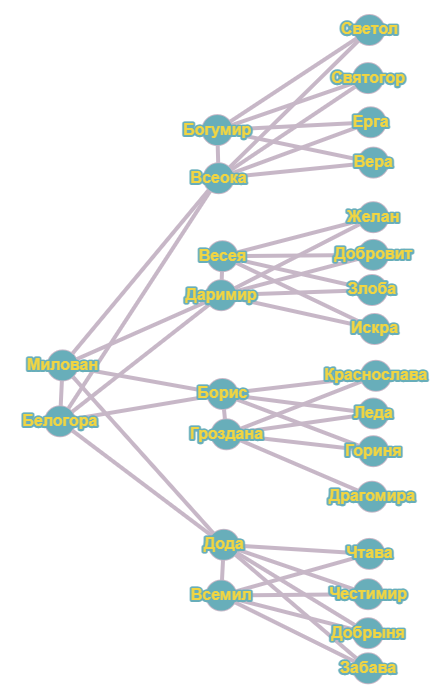 Светол
Святогор
Богумир
Ерга
Вера
Всеока
Желан
Весея
Добровит
Даримир
Злоба
Искра
Милован
Краснослава
Борис
Леда
Белогора
Гроздана
Гориня
Драгомира
Дода
Чтава
Всемил
Честимир
Добрыня
Забава